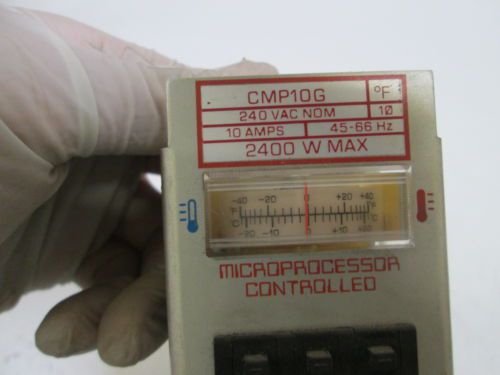 CMP10G °F
240 VAC NOM 1Ø
10 AMPS 45-66 Hz
2400 W MAX
-40 -20 0 +20 +40
°F °F
°C °C
-20 -10 0 +10 +20
MICROPROCESSOR
CONTROLLED